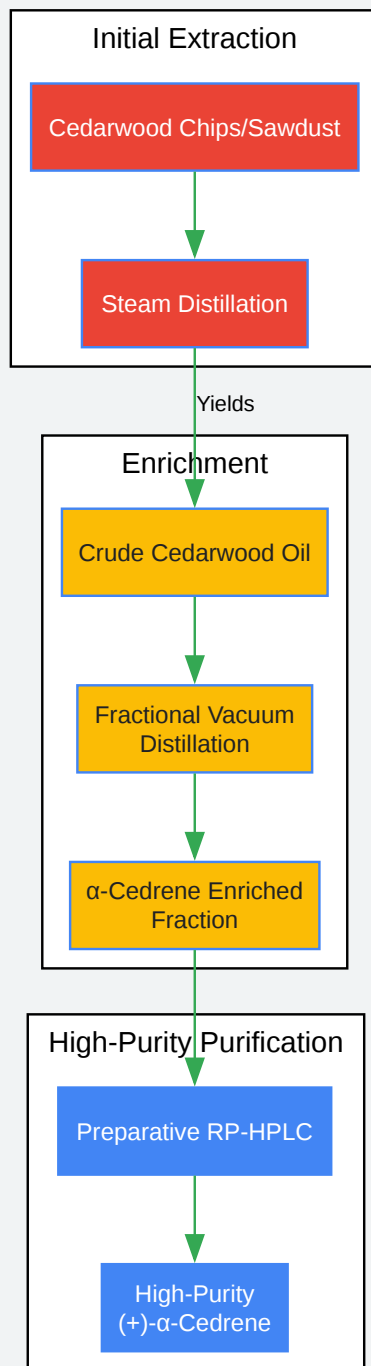 Initial Extraction
Cedarwood Chips/Sawdust
Steam Distillation
Yields
Enrichment
Crude Cedarwood Oil
Fractional Vacuum
Distillation
α-Cedrene Enriched
Fraction
High-Purity Purification
Preparative RP-HPLC
High-Purity
(+)-α-Cedrene